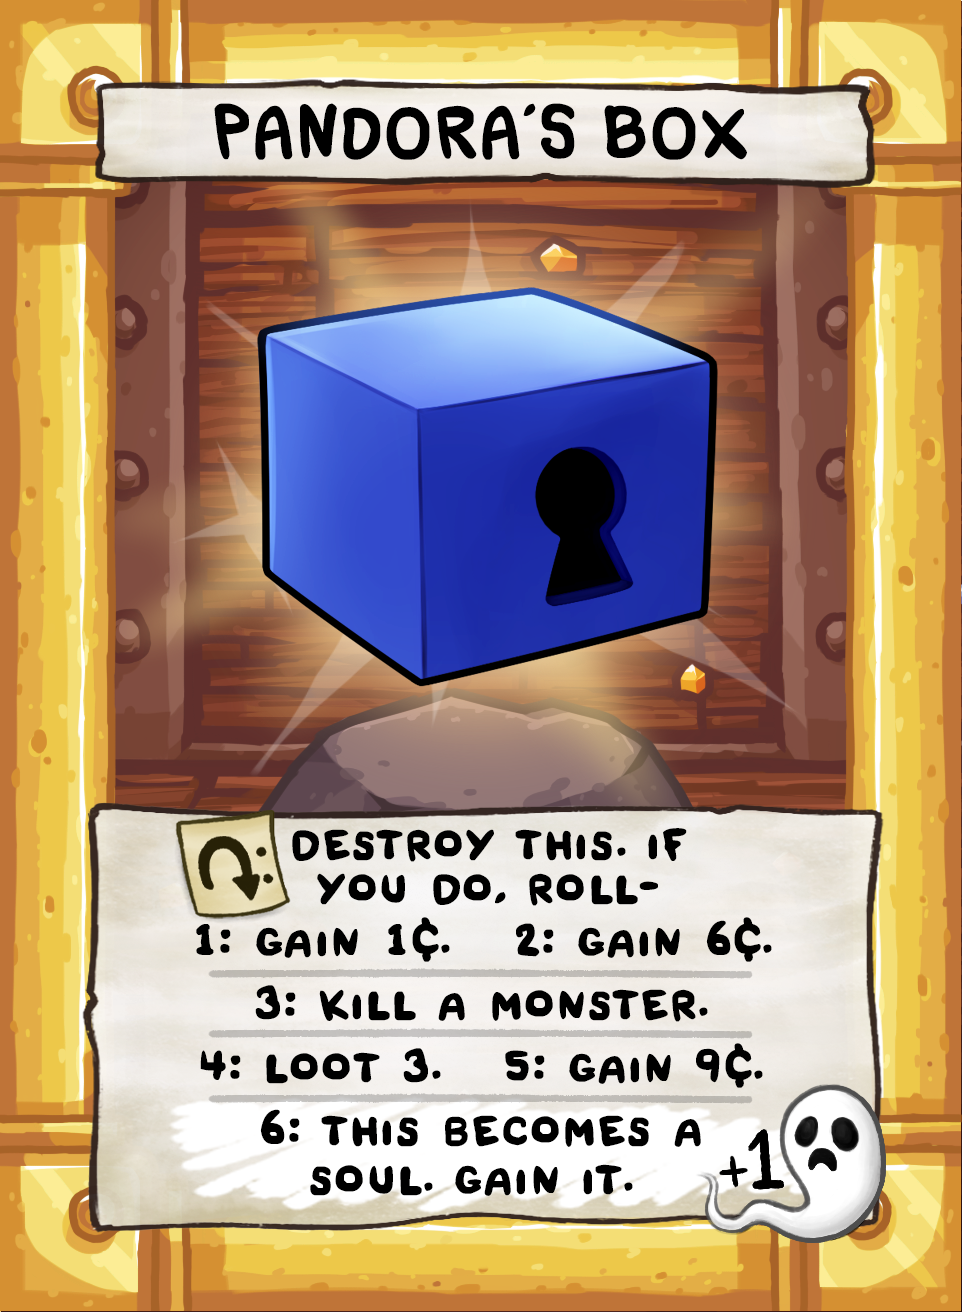 PANDORA'S BOX
DESTROY THIS. IF
YOU DO, ROLL-
1: GAIN 1¢. 2: GAIN 6¢.
3: KILL A MONSTER.
4: LOOT 3. 5: GAIN 9¢.
6: THIS BECOMES A
SOUL. GAIN IT.
+1